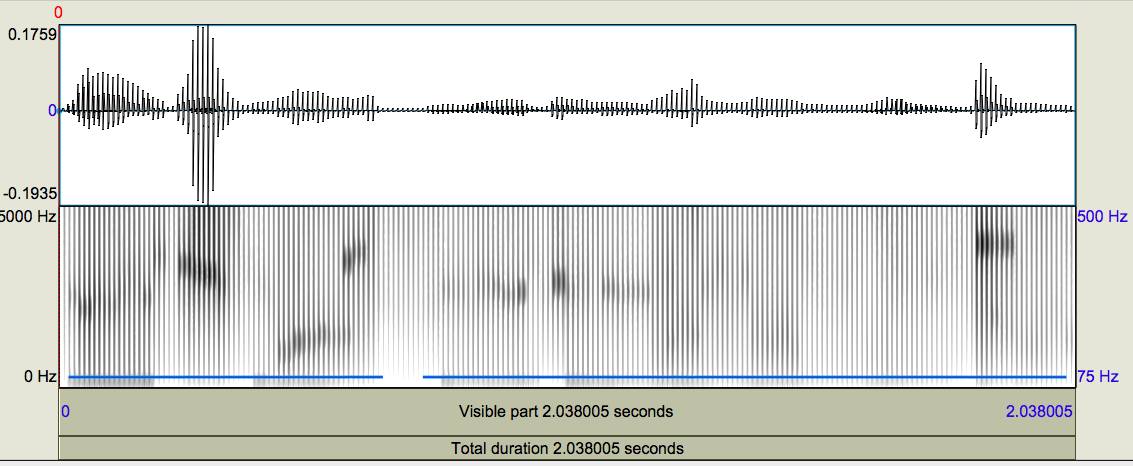 0
0.1759
0
-0.1935
5000 Hz
500 Hz
0 Hz
75 Hz
0 Visible part 2.038005 seconds 2.038005
Total duration 2.038005 seconds